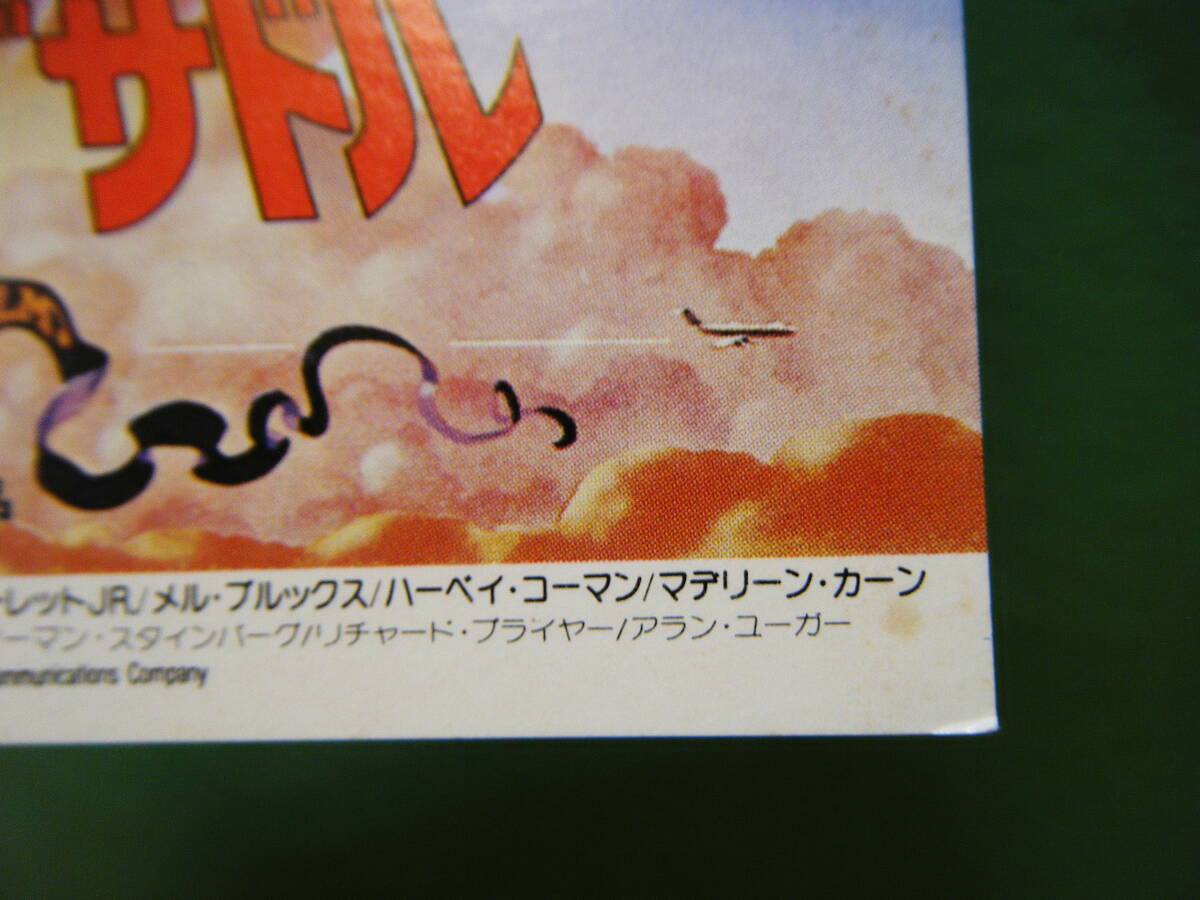 サドル
レットJR/メル・ブルックス/ハーベイ・コーマン/マデリーン・カーン
ーマン・スタインバーグ/リチャード・プライヤー/アラン・ユーガー
mmunications Company